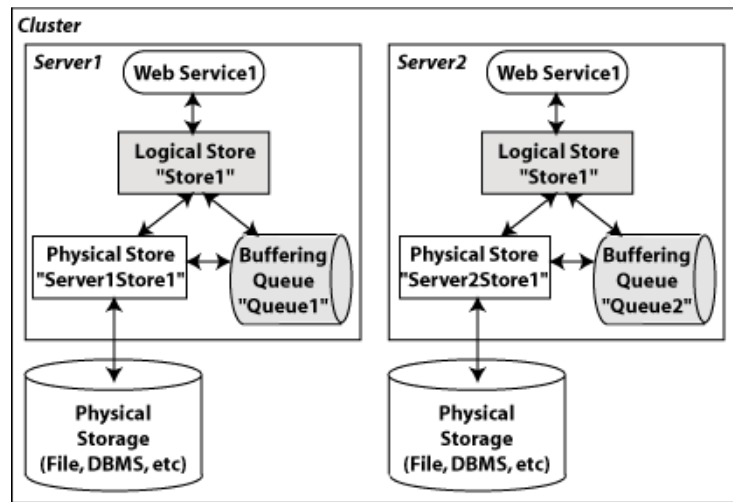 Cluster
Server1
Web Service1
Logical Store
"Store1"
Physical Store
"Server1Store1"
Buffering
Queue
"Queue1"
Physical
Storage
(File, DBMS, etc)
Server2
Web Service1
Logical Store
"Store1"
Physical Store
"Server2Store1"
Buffering
Queue
"Queue2"
Physical
Storage
(File, DBMS, etc)